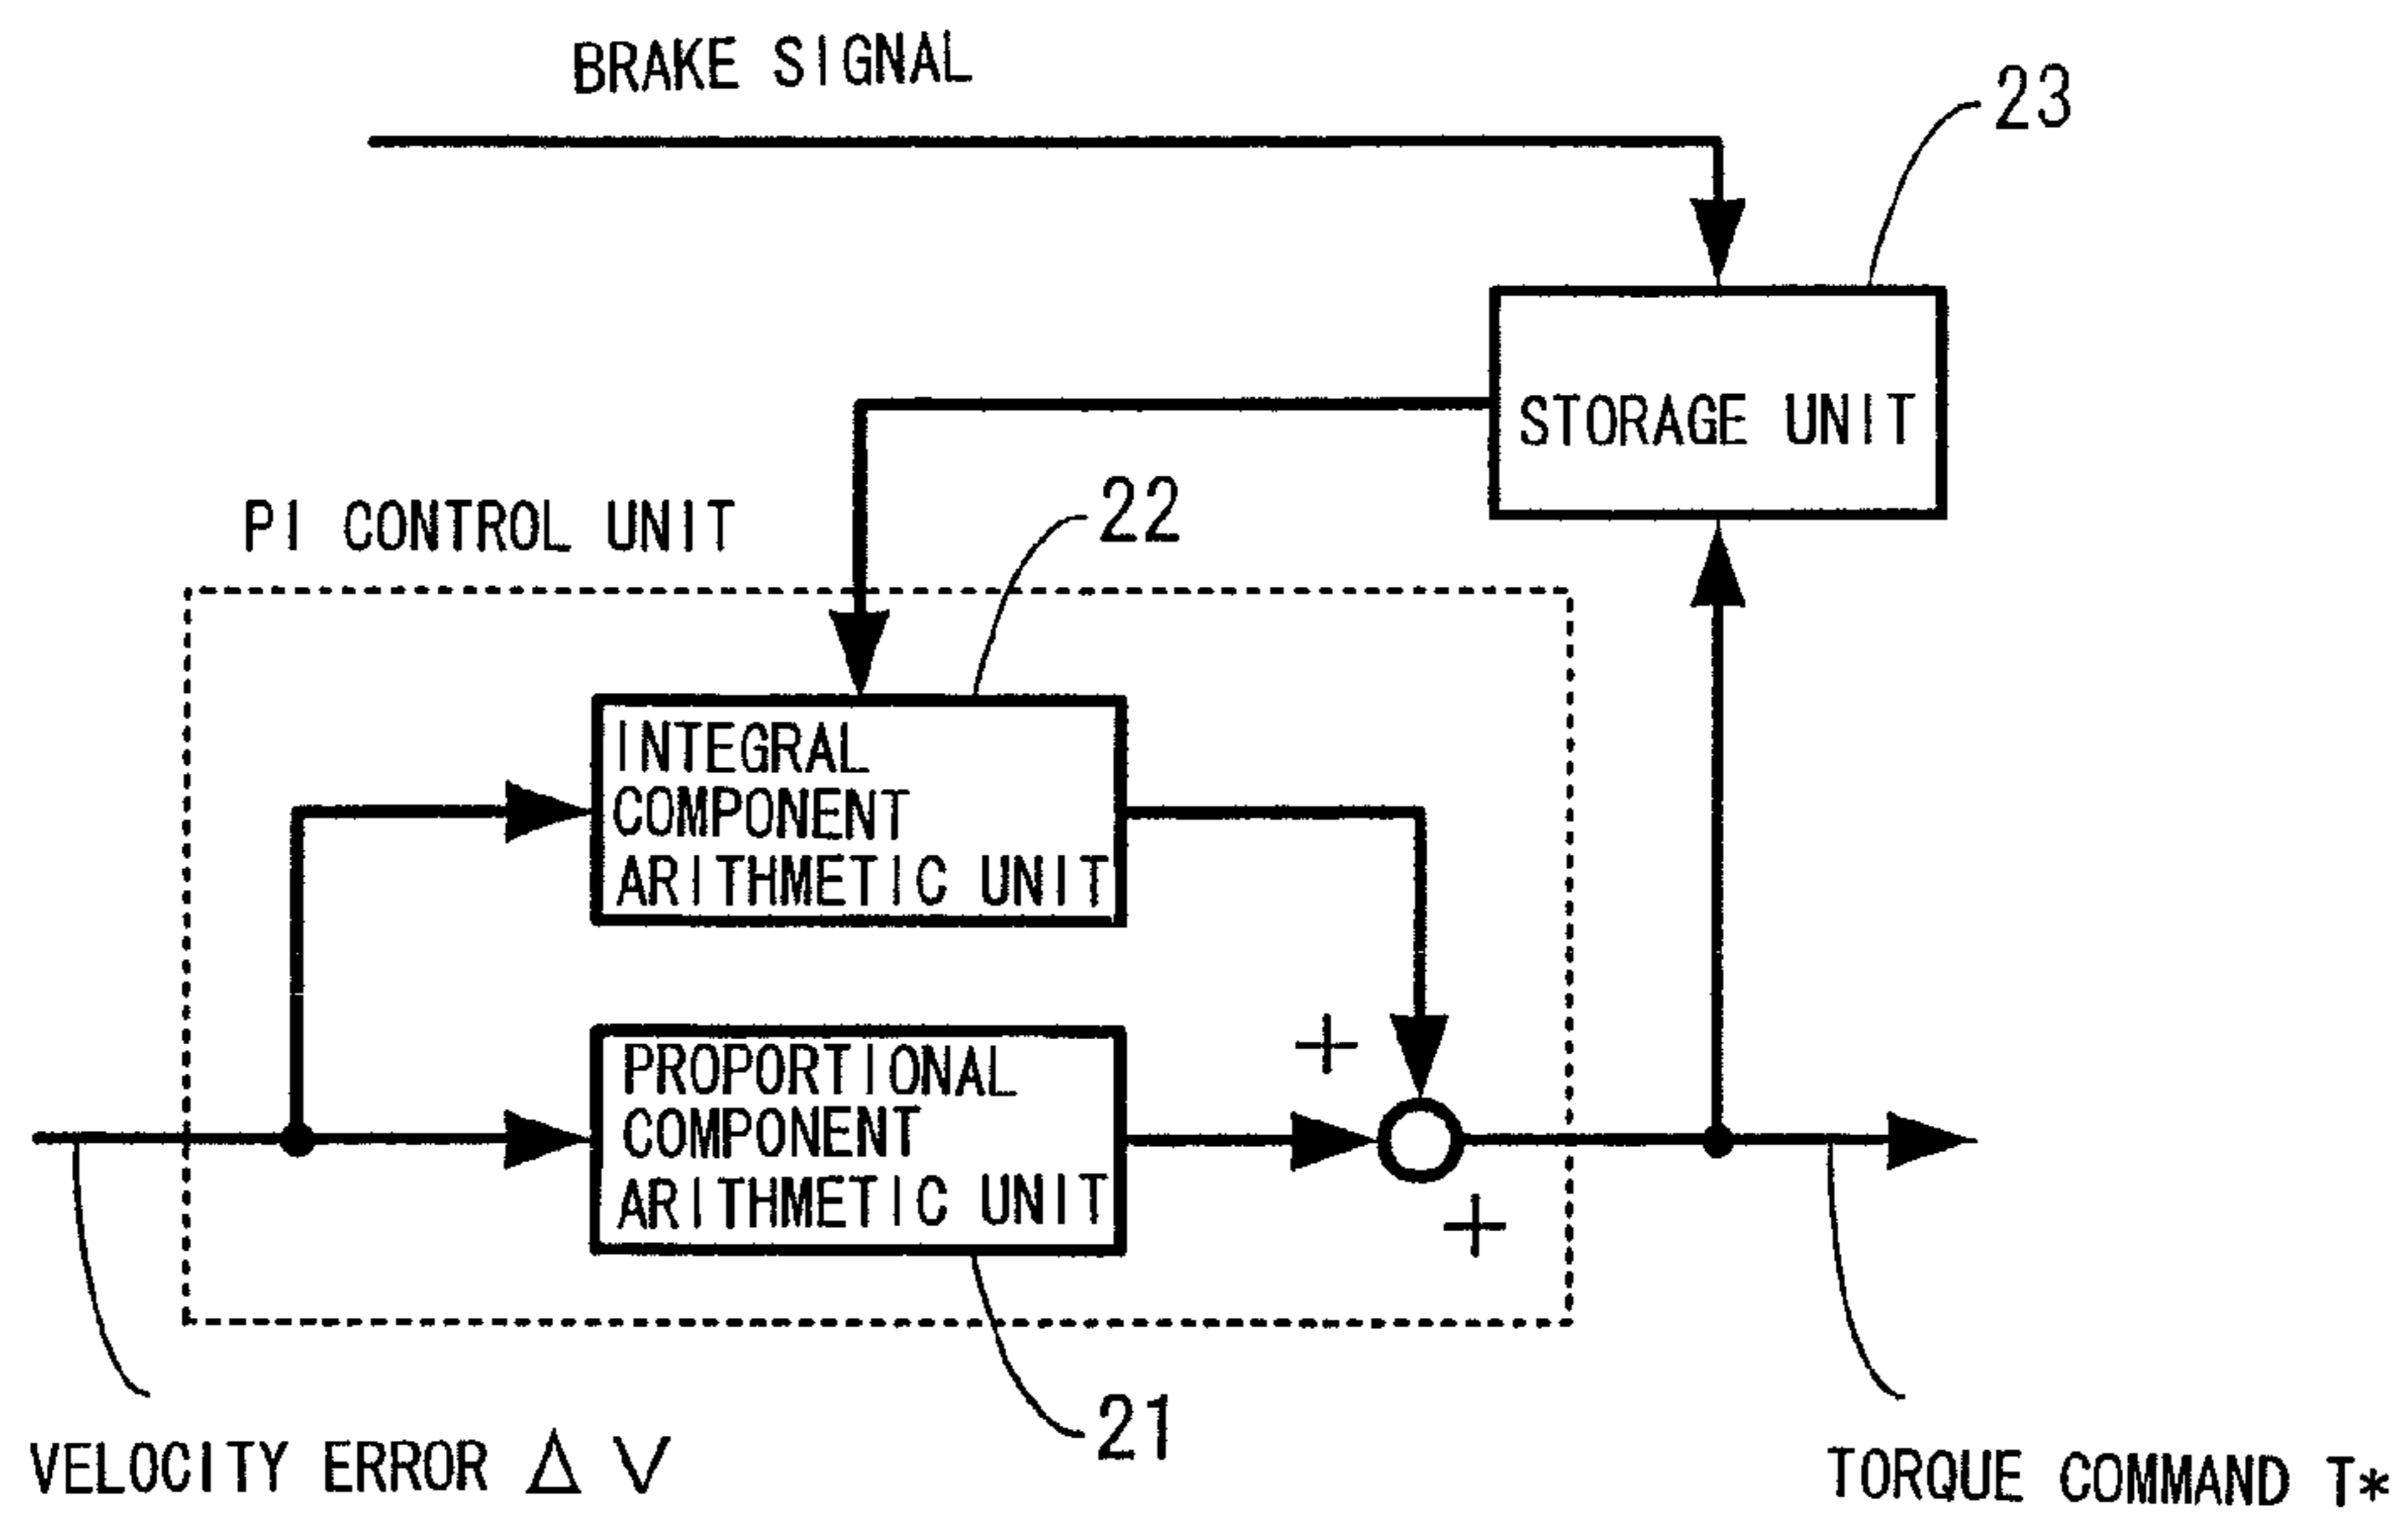 BRAKE SIGNAL
23
STORAGE UNIT
PI CONTROL UNIT
22
INTEGRAL
COMPONENT
ARITHMETIC UNIT
+
PROPORTIONAL
COMPONENT
ARITHMETIC UNIT
+
21
VELOCITY ERROR Δ V
TORQUE COMMAND T*